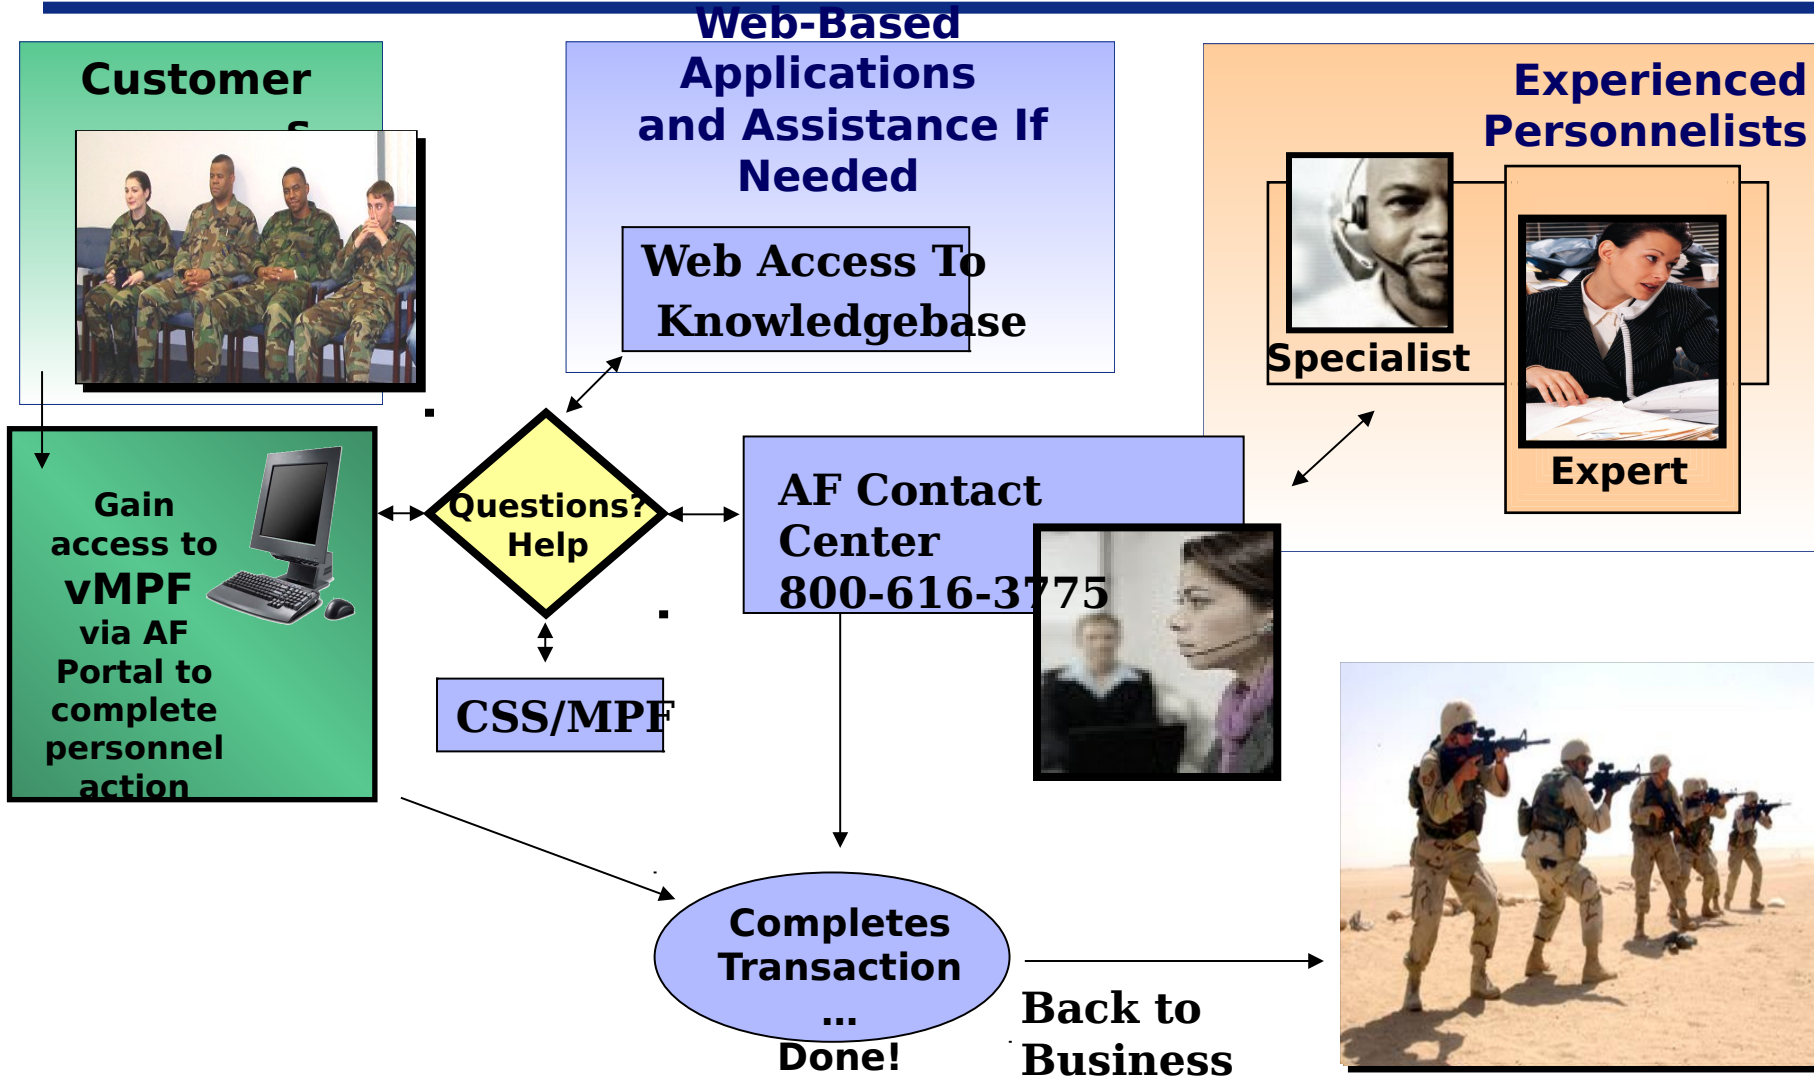 Customer
s
Web-Based
Applications
and Assistance If
Needed
Web Access To
Knowledgebase
Experienced
Personnelists
Specialist
Expert
Gain
access to
vMPF
via AF
Portal to
complete
personnel
action
Questions?
Help
AF Contact
Center
800-616-3775
CSS/MPF
Completes
Transaction
…
Done!
Back to
Business